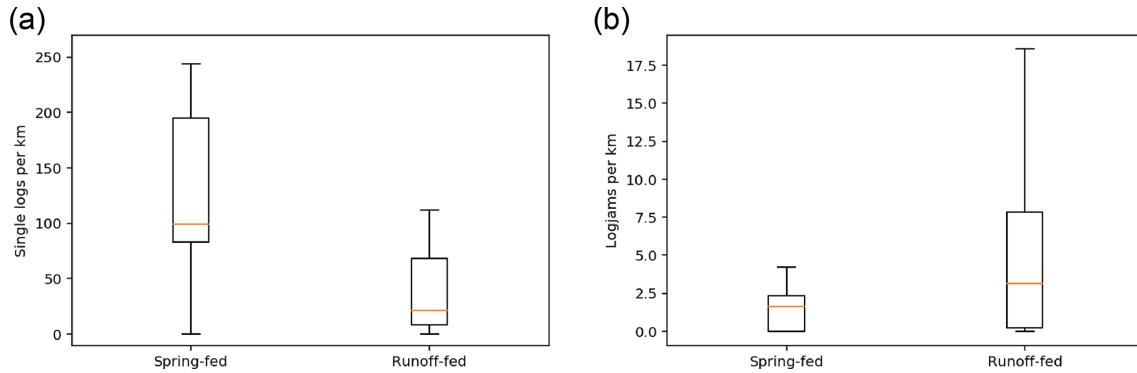 (a)
Single logs per km
250
200
150
100
50
0
Spring-fed
Runoff-fed
(b)
Logjams per km
17.5
15.0
12.5
10.0
7.5
5.0
2.5
0.0
Spring-fed
Runoff-fed